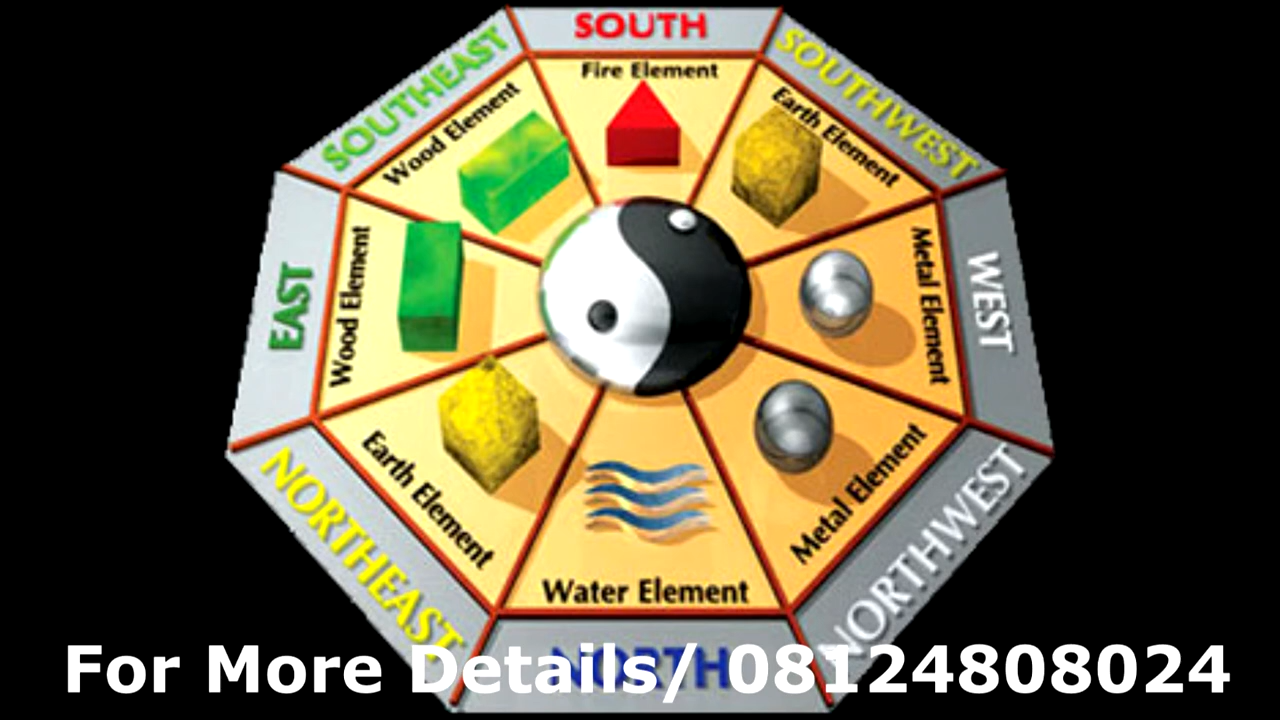 SOUTH
SOUTHEAST
SOUTHWEST
Fire Element
Wood Element
Earth Element
EAST
Wood Element
Metal Element
WEST
Earth Element
Metal Element
NORTHEAST
NORTHWEST
Water Element
NORTH
For More Details/ 08124808024